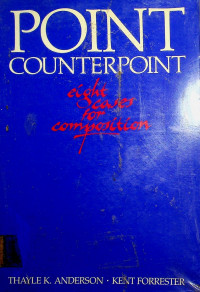 POINT
COUNTERPOINT
eight
cases
for
composition
THAYLE K. ANDERSON · KENT FORRESTER